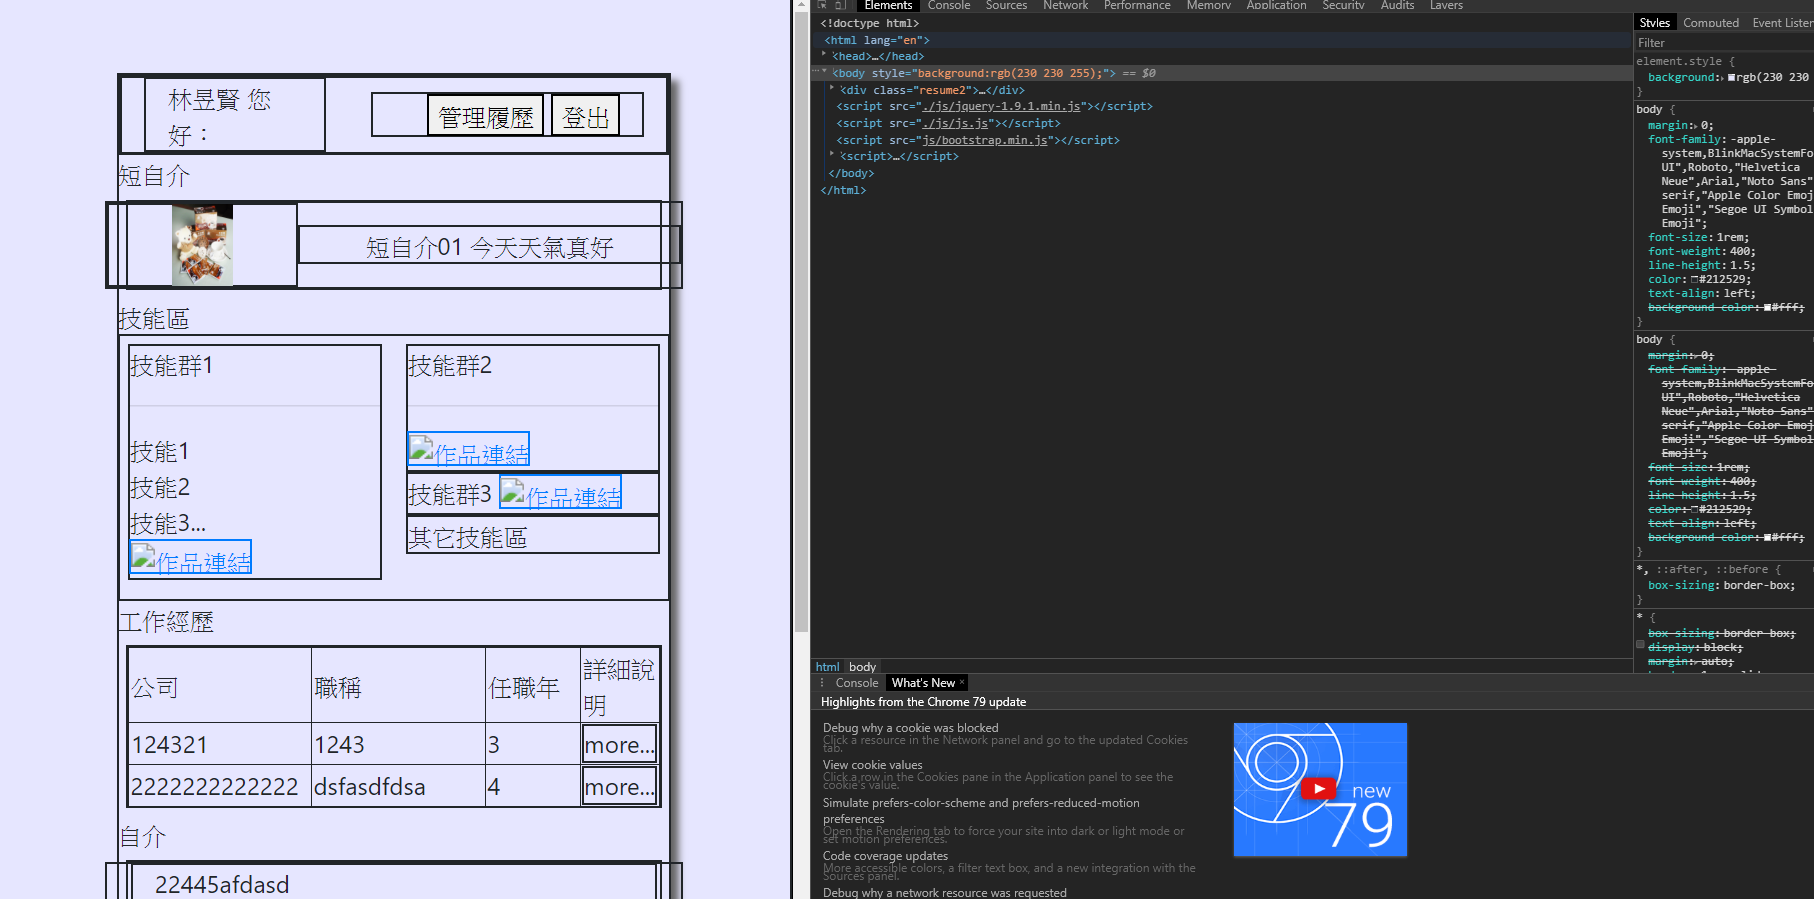 林昱賢 您
好：
管理履歷
登出
短自介
短自介01 今天天氣真好
技能區
技能群1
技能1
技能2
技能3...
作品連結
技能群2
作品連結
技能群3 作品連結
其它技能區
工作經歷
公司 職稱 任職年 詳細說
明
124321 1243 3 more...
2222222222222 dsfasdfdsa 4 more...
自介
22445afdasd
Elements Console Sources Network Performance Memory Application Security Audits Layers
<!doctype html>
<html lang="en">
<head>…</head>
<body style="background:rgb(230 230 255);"> == $0
<div class="resume2">…</div>
<script src="./js/jquery-1.9.1.min.js"></script>
<script src="./js/js.js"></script>
<script src="js/bootstrap.min.js"></script>
<script>…</script>
</body>
</html>
html body
Styles Computed Event Listen
Filter
element.style {
background: rgb(230 230
}
body {
margin: 0;
font-family: -apple-
system,BlinkMacSystemFo
UI",Roboto,"Helvetica
Neue",Arial,"Noto Sans"
serif,"Apple Color Emoj
Emoji","Segoe UI Symbol
Emoji";
font-size: 1rem;
font-weight: 400;
line-height: 1.5;
color: #212529;
text-align: left;
background-color: #fff;
}
body {
margin: 0;
font-family: -apple-
system,BlinkMacSystemFo
UI",Roboto,"Helvetica
Neue",Arial,"Noto Sans"
serif,"Apple Color Emoj
Emoji","Segoe UI Symbol
Emoji";
font-size: 1rem;
font-weight: 400;
line-height: 1.5;
color: #212529;
text-align: left;
background-color: #fff;
}
*, ::after, ::before {
box-sizing: border-box;
}
* {
box-sizing: border-box;
display: block;
margin: auto;
Console What's New ×
Highlights from the Chrome 79 update
Debug why a cookie was blocked
Click a resource in the Network panel and go to the updated Cookies
tab.
View cookie values
Click a row in the Cookies pane in the Application panel to see the
cookie's value.
Simulate prefers-color-scheme and prefers-reduced-motion
preferences
Open the Rendering tab to force your site into dark or light mode or
set motion preferences.
Code coverage updates
More accessible colors, a filter text box, and a new integration with the
Sources panel.
Debug why a network resource was requested
new
79